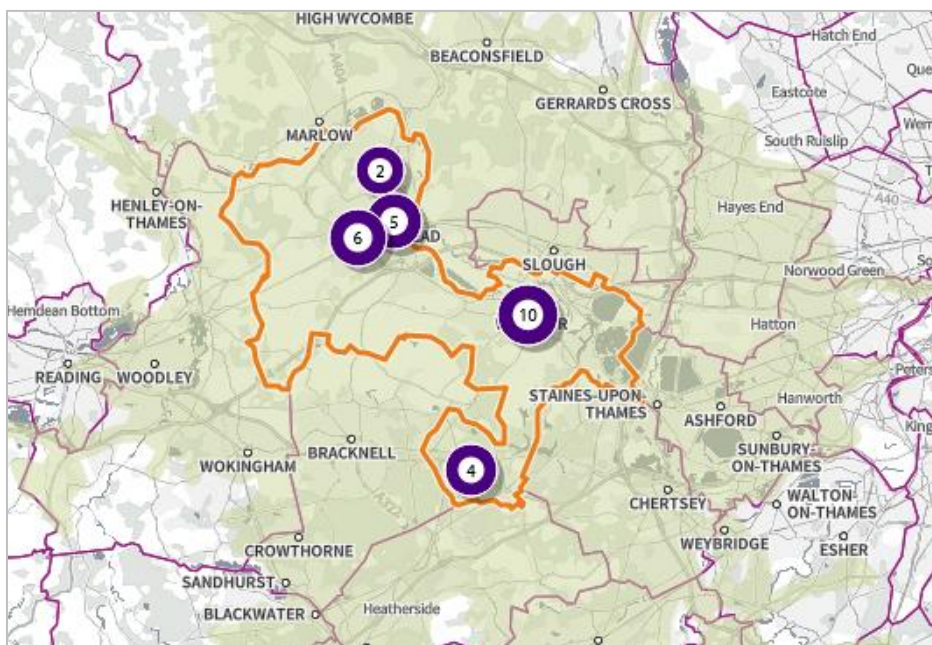 HIGH WYCOMBE
BEACONSFIELD
Hatch End
A404
Eastcote
GERRARDS CROSS
MARLOW
South Ruislip
2
HENLEY-ON-
THAMES
A40
Hayes End
5
6
SLOUGH
Norwood Green
Hemdean Bottom
10
Hatton
READING
WOODLEY
STAINES-UPON-
THAMES
Hanworth
ASHFORD
BRACKNELL
WOKINGHAM
SUNBURY-
ON-THAMES
4
CHERTSEY
WALTON
-ON-THAMES
WEYBRIDGE
ESHER
CROWTHORNE
SANDHURST
BLACKWATER
Heatherside